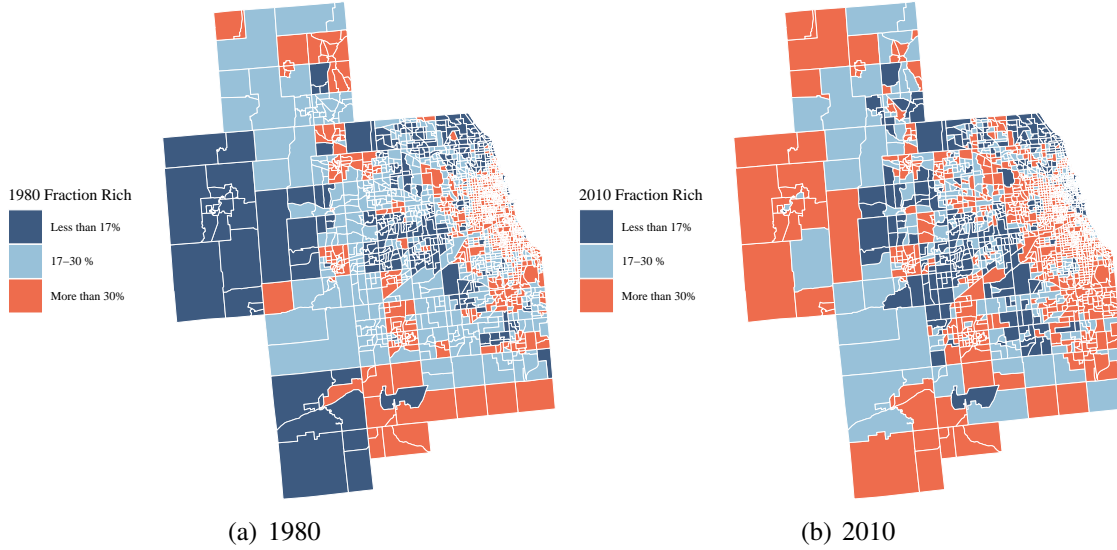 1980 Fraction Rich
Less than 17%
17–30 %
More than 30%
2010 Fraction Rich
Less than 17%
17–30 %
More than 30%
(a) 1980
(b) 2010